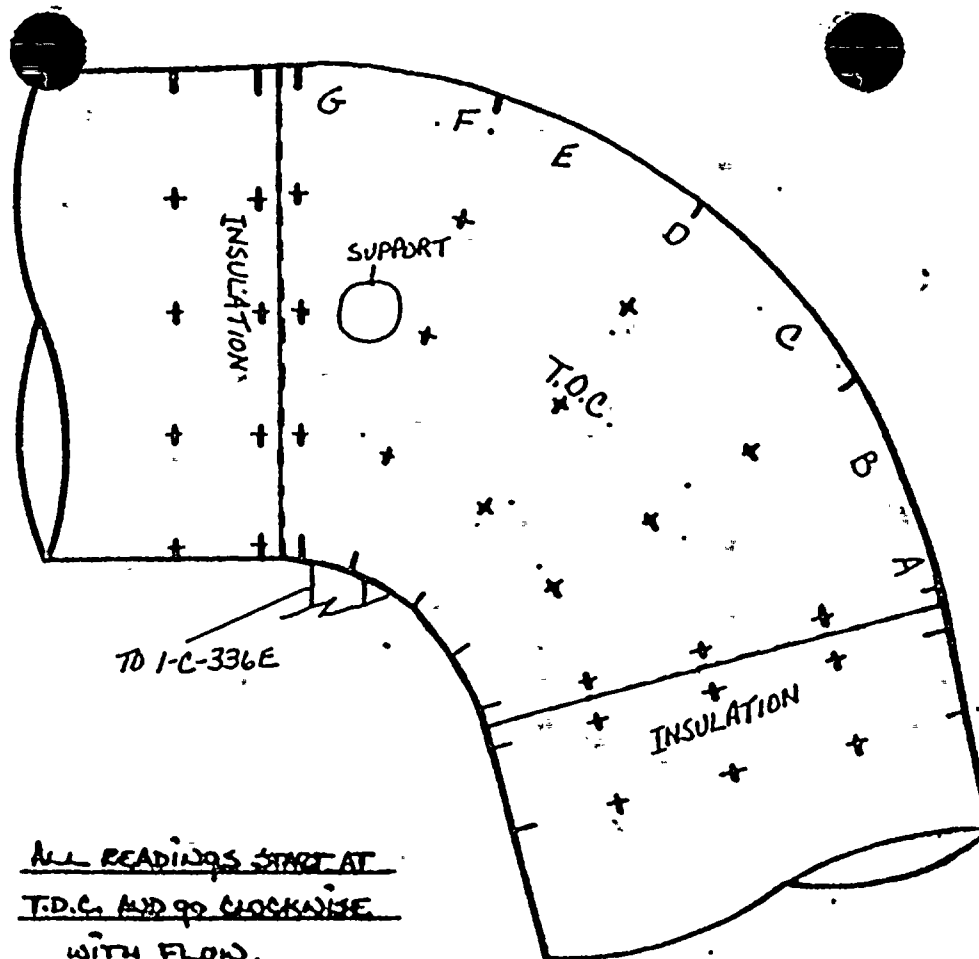 G
F
E
SUPPORT
INSULATION
D
C
T.D.C.
B
A
TO 1-C-336E
INSULATION
ALL READINGS START AT
T.D.C. AND go CLOCKWISE
WITH FLOW.